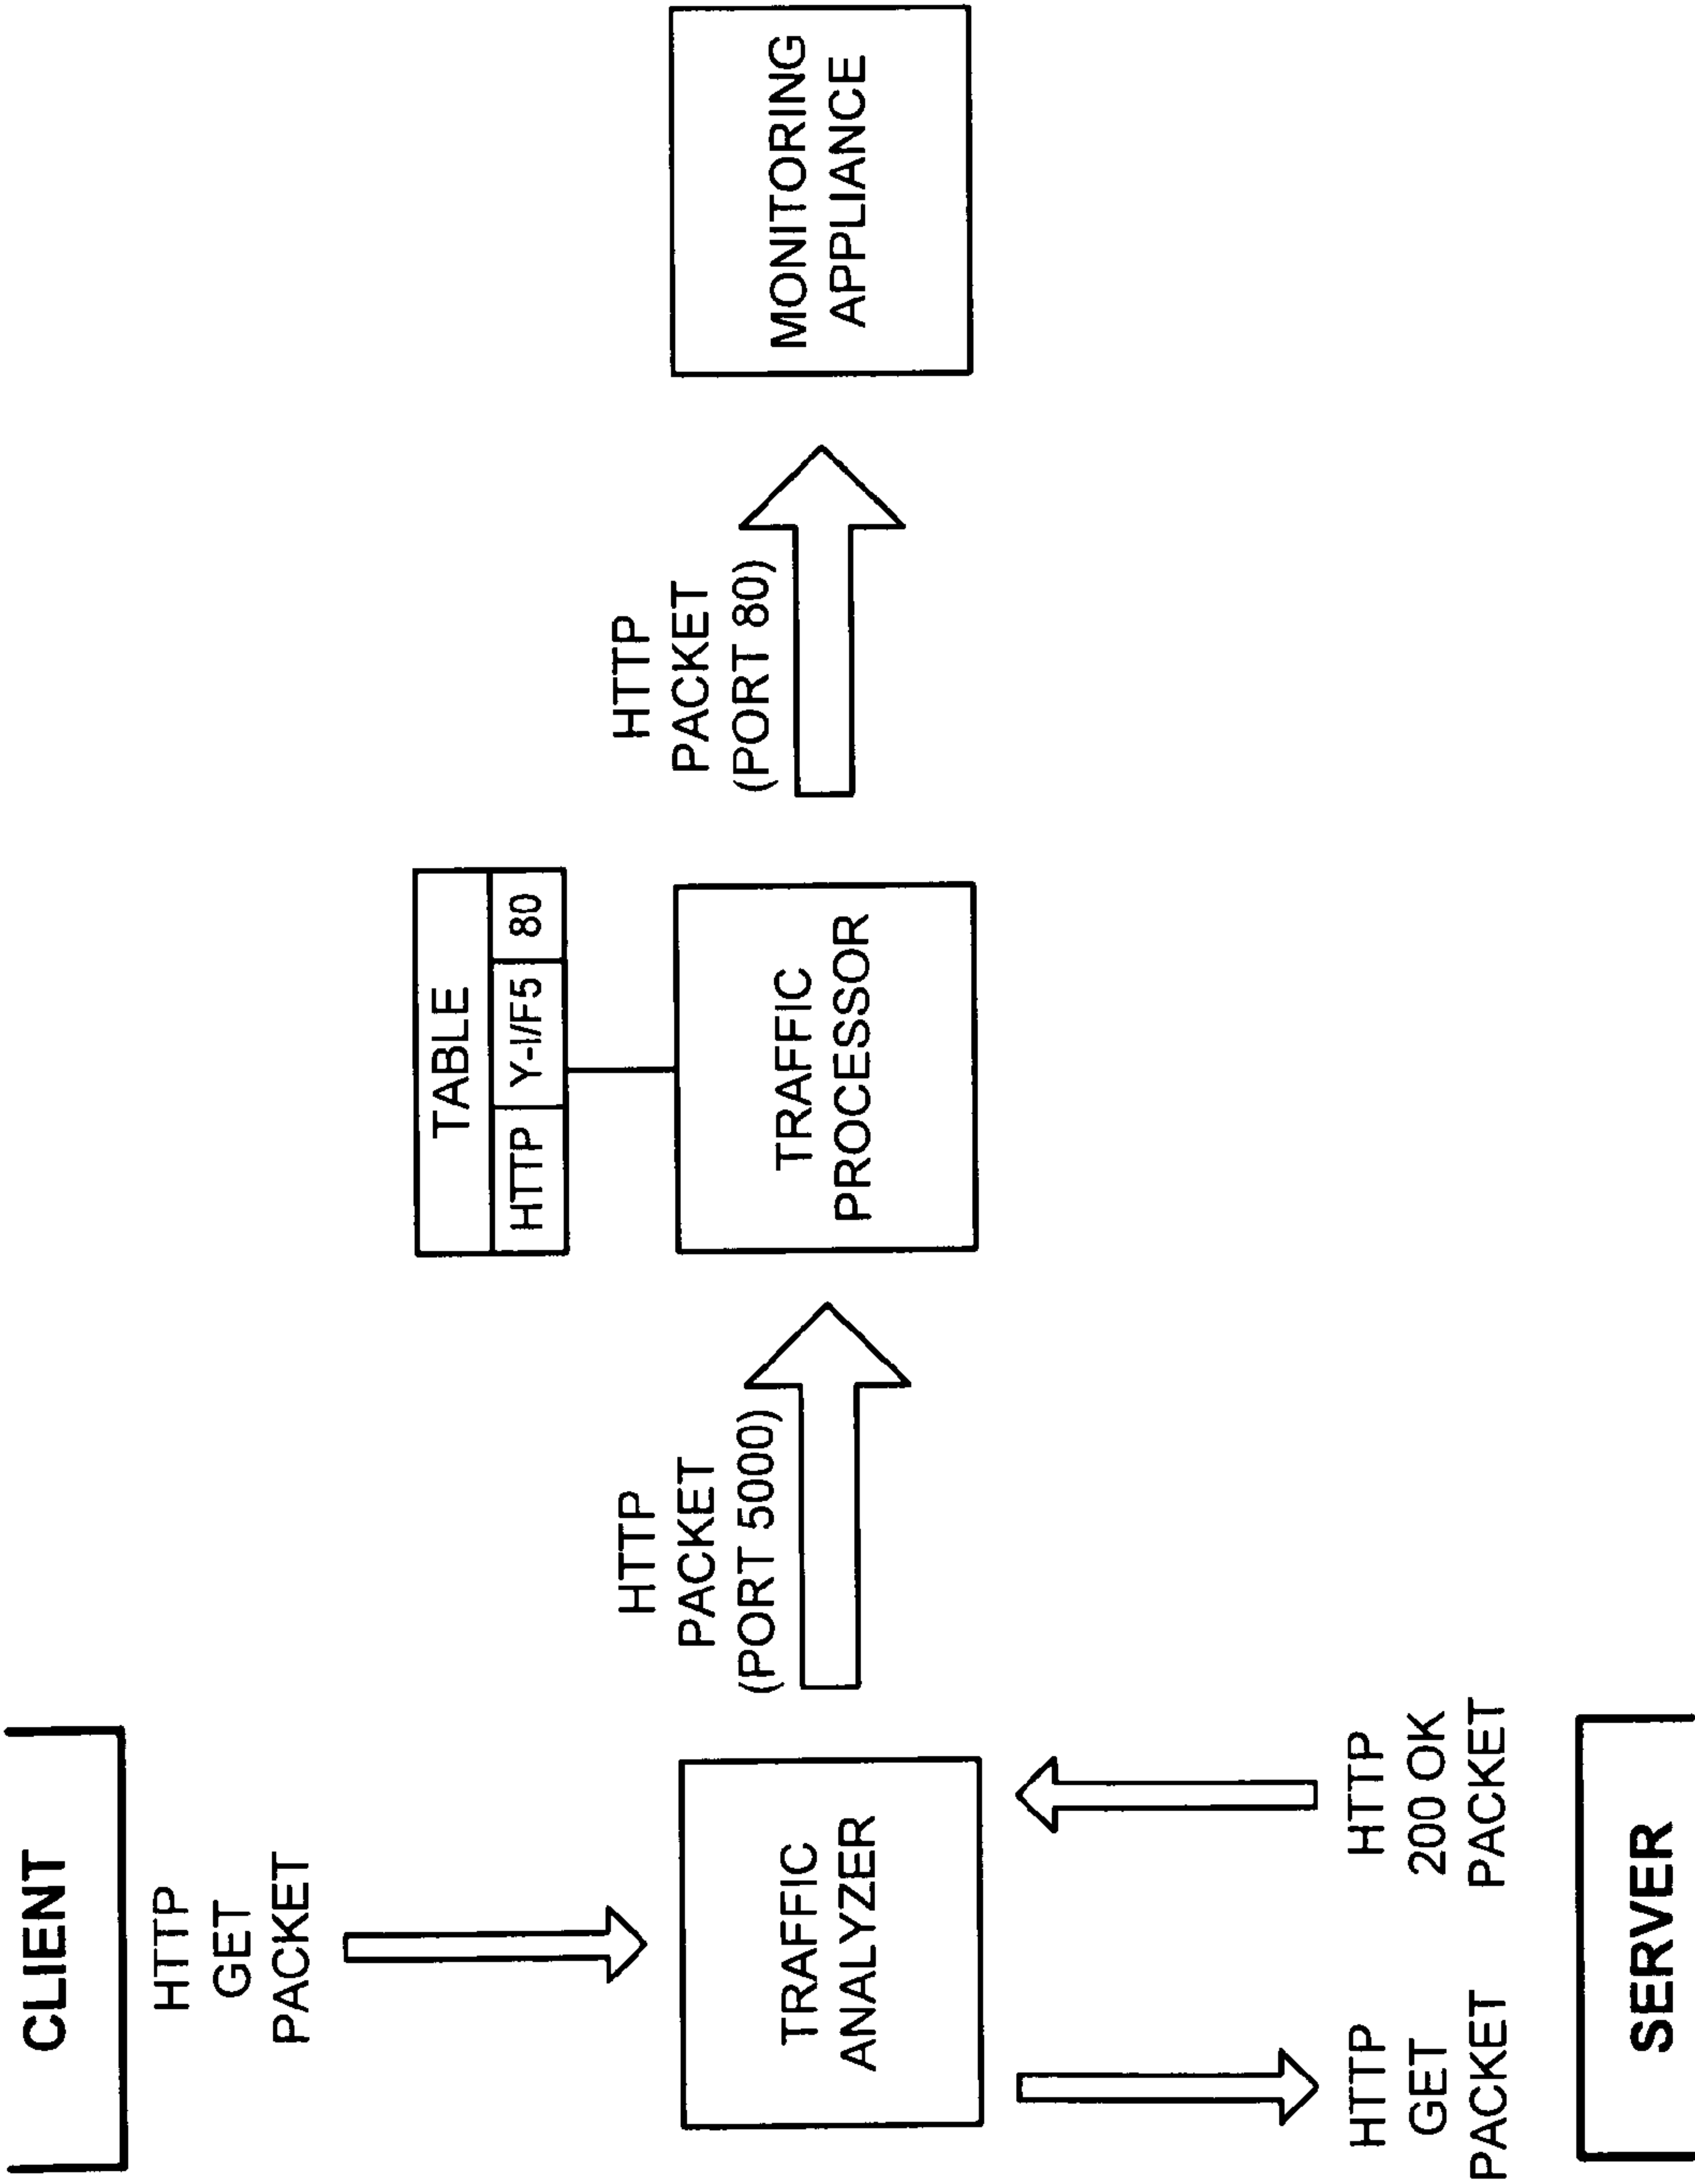 CLIENT
HTTP
GET
PACKET
TRAFFIC
ANALYZER
HTTP
GET
PACKET
HTTP
200 OK
PACKET
SERVER
HTTP
PACKET
(PORT 5000)
TABLE
HTTP Y-I/F5 80
TRAFFIC
PROCESSOR
HTTP
PACKET
(PORT 80)
MONITORING
APPLIANCE